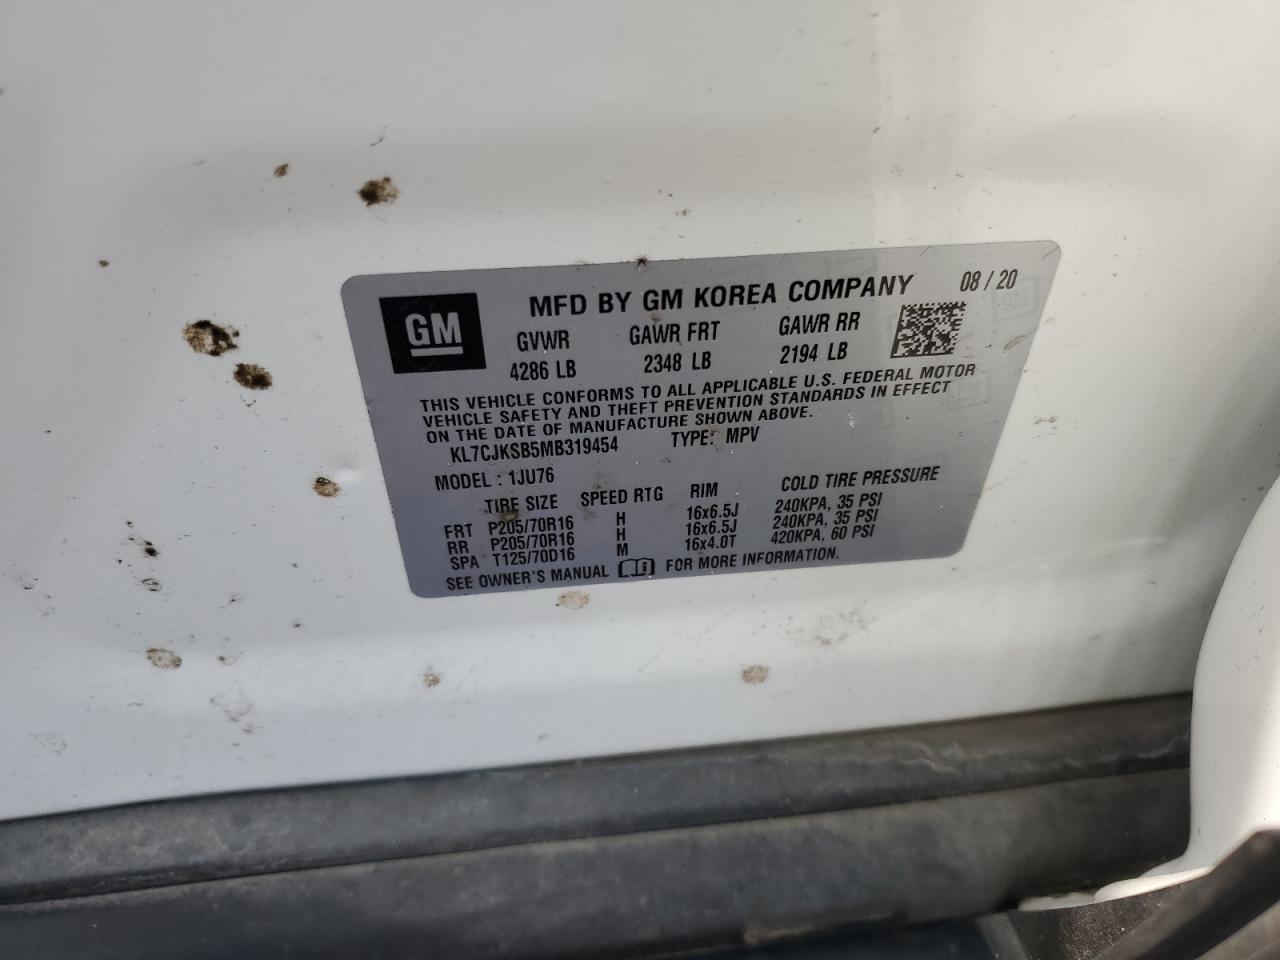 MFD BY GM KOREA COMPANY 08 / 20
GM
GVWR GAWR FRT GAWR RR
4286 LB 2348 LB 2194 LB
THIS VEHICLE CONFORMS TO ALL APPLICABLE U.S. FEDERAL MOTOR
VEHICLE SAFETY AND THEFT PREVENTION STANDARDS IN EFFECT
ON THE DATE OF MANUFACTURE SHOWN ABOVE.
KL7CJKSB5MB319454 TYPE: MPV
MODEL : 1JU76
TIRE SIZE SPEED RTG RIM COLD TIRE PRESSURE
FRT P205/70R16 H 16x6.5J 240KPA, 35 PSI
RR P205/70R16 H 16x6.5J 240KPA, 35 PSI
SPA T125/70D16 M 16x4.0T 420KPA, 60 PSI
SEE OWNER'S MANUAL FOR MORE INFORMATION.